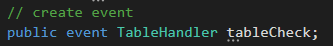 // create event
public event TableHandler tableCheck;